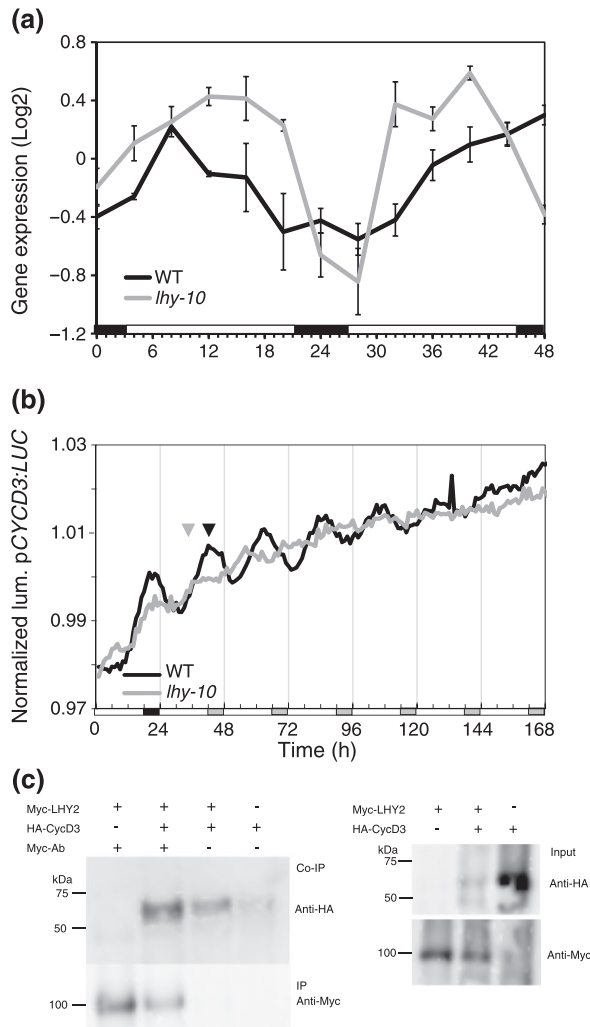 (a)
Gene expression (Log2)
0.8
0.4
0
−0.4
−0.8
−1.2
WT
lhy-10
0 6 12 18 24 30 36 42 48
(b)
Normalized lum. pCYCD3:LUC
1.03
1.01
0.99
0.97
WT
lhy-10
0 24 48 72 96 120 144 168
Time (h)
(c)
Myc-LHY2 + + + -
HA-CycD3 - + + +
Myc-Ab + + - -
kDa
Co-IP
75
Anti-HA
50
IP
100
Anti-Myc
Myc-LHY2 + + -
HA-CycD3 - + +
kDa
Input
75
Anti-HA
50
100
Anti-Myc